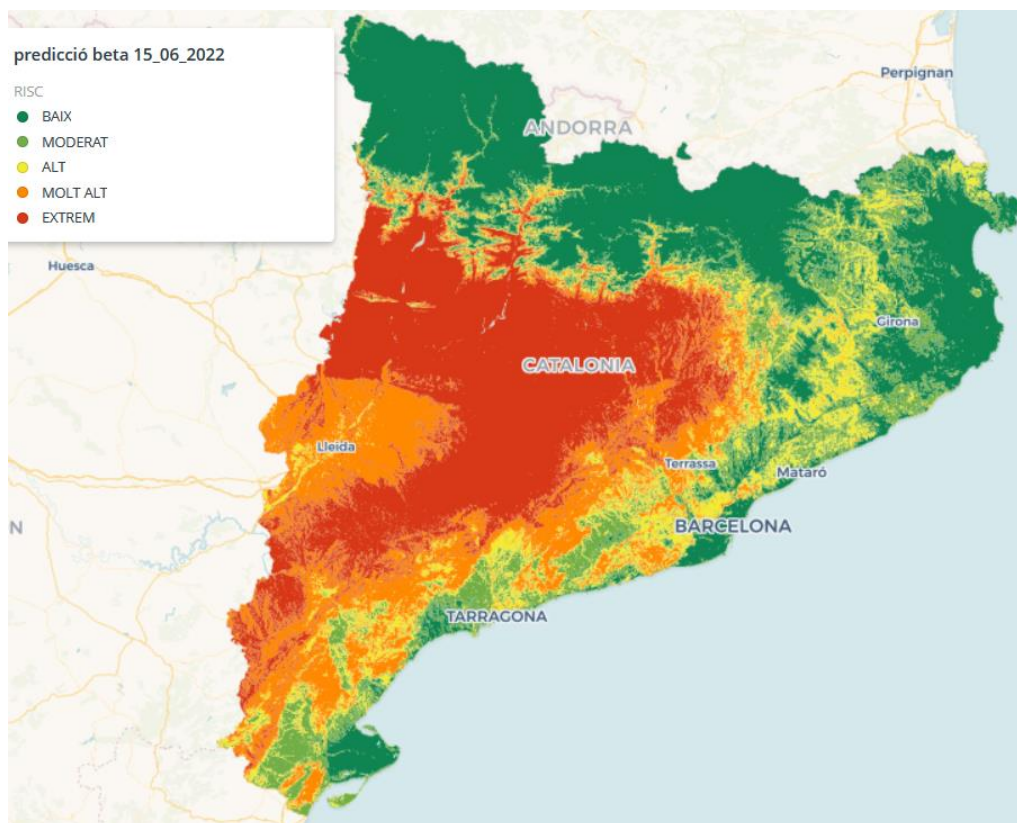 predicció beta 15_06_2022
RISC
BAIX
MODERAT
ALT
MOLT ALT
EXTREM
Perpignan
ANDORRA
Huesca
Girona
CATALONIA
Lleida
Terrassa
Mataró
N
BARCELONA
TARRAGONA